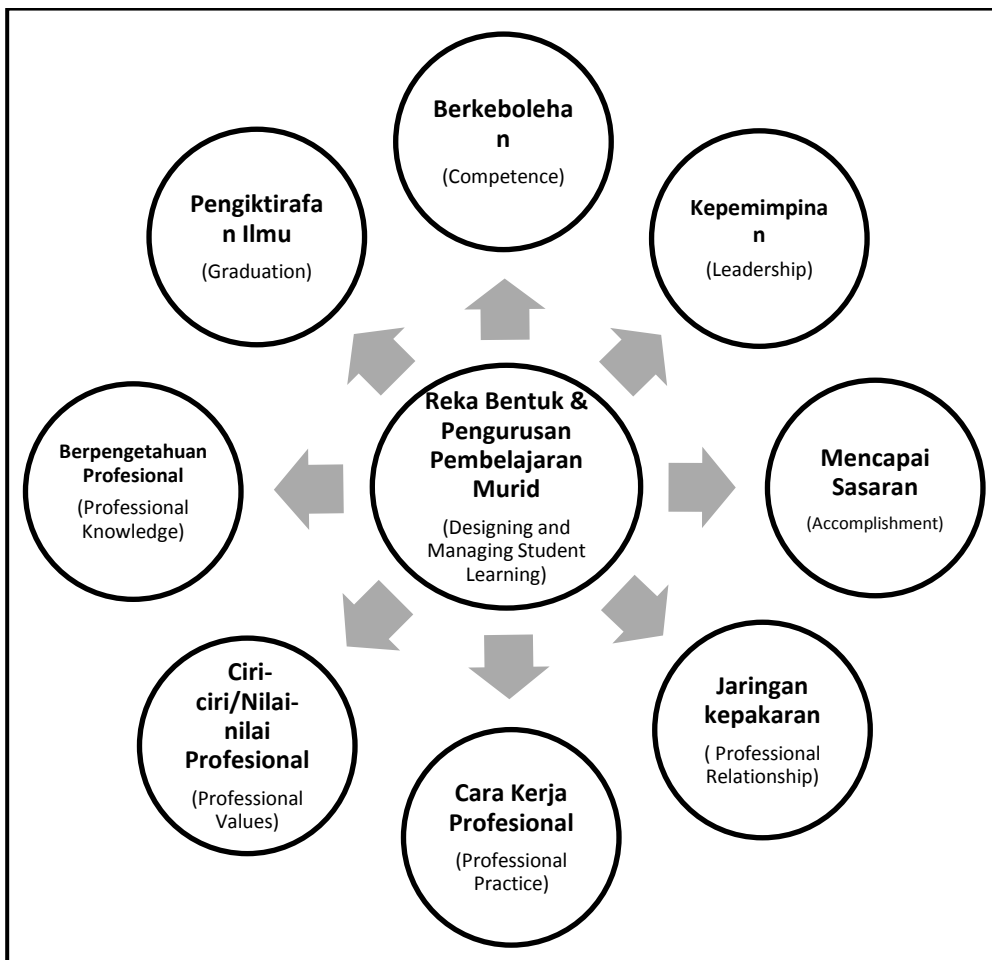 Berkeboleha
n
(Competence)
Kepemimpina
n
(Leadership)
Mencapai
Sasaran
(Accomplishment)
Jaringan
kepakaran
( Professional
Relationship)
Cara Kerja
Profesional
(Professional
Practice)
Ciri-
ciri/Nilai-
nilai
Profesional
(Professional
Values)
Berpengetahuan
Profesional
(Professional
Knowledge)
Pengiktirafa
n Ilmu
(Graduation)
Reka Bentuk &
Pengurusan
Pembelajaran
Murid
(Designing and
Managing Student
Learning)